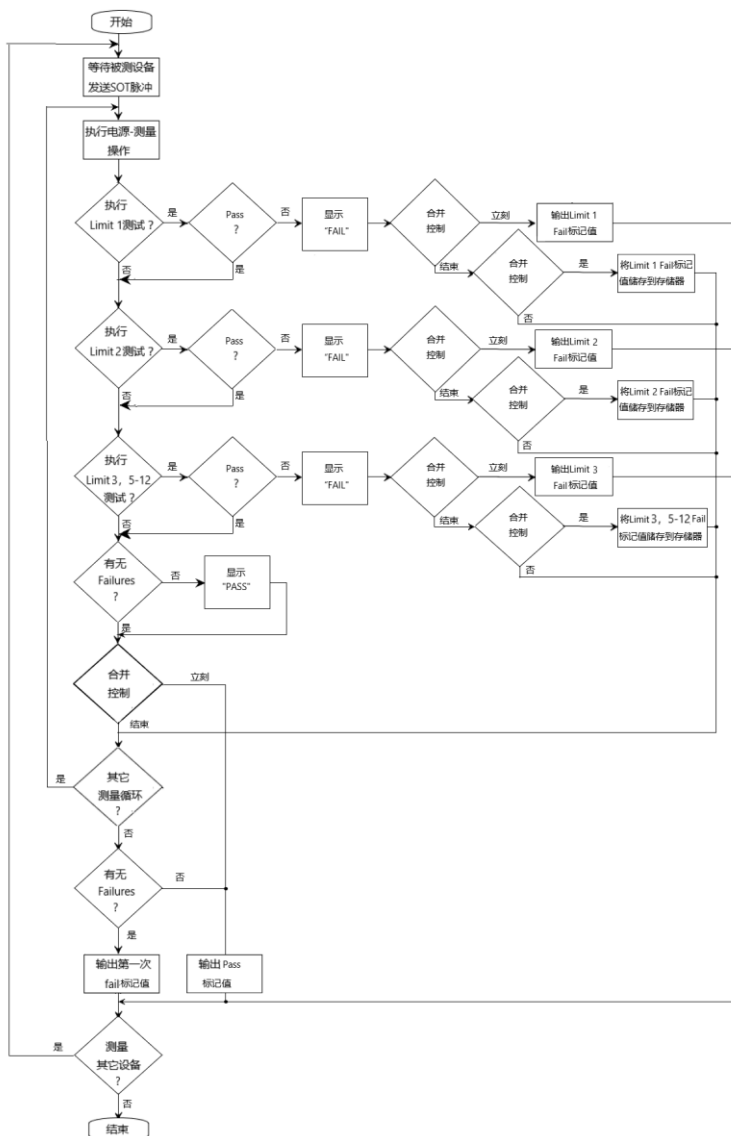 开始
等待被测设备
发送SOT脉冲
执行电源-测量
操作
执行
Limit 1测试？
是
Pass
？
否
显示
"FAIL"
合并
控制
立刻
输出Limit 1
Fail标记值
结束
合并
控制
是
将Limit 1 Fail标记
值储存到存储器
否
否
是
执行
Limit 2测试？
是
Pass
？
否
显示
"FAIL"
合并
控制
立刻
输出Limit 2
Fail标记值
结束
合并
控制
是
将Limit 2 Fail标记
值储存到存储器
否
否
是
执行
Limit 3，5-12
测试？
是
Pass
？
否
显示
"FAIL"
合并
控制
立刻
输出Limit 3
Fail标记值
结束
合并
控制
是
将Limit 3，5-12 Fail
标记值储存到存储器
否
否
是
有无
Failures
？
否
显示
"PASS"
是
合并
控制
立刻
结束
其它
测量循环
？
是
否
有无
Failures
？
否
是
输出第一次
fail标记值
输出 Pass
标记值
测量
其它设备
？
是
否
结束